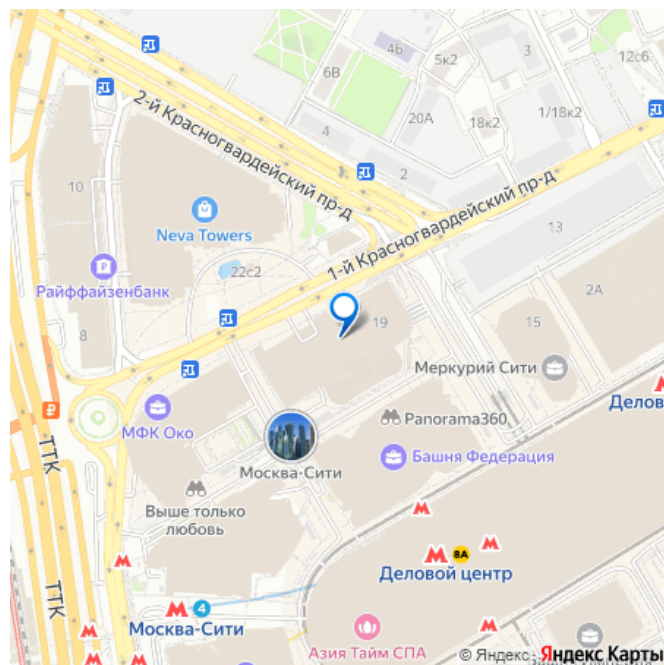 4Б
5к2
3
12с6
6В
20А
18к2
1/18к2
4
2
2-й Красногвардейский пр-д
10
Neva Towers
1-й Красногвардейский пр-д
13
Райффайзенбанк
22с2
2А
8
19
15
Меркурий Сити
МФК Око
Panorama360
Делов
₽
ТТК
Москва-Сити
Башня Федерация
Выше только
любовь
8А
Деловой центр
ТТК
4
Москва-Сити
Азия Тайм СПА
© Яндекс
Яндекс Карты